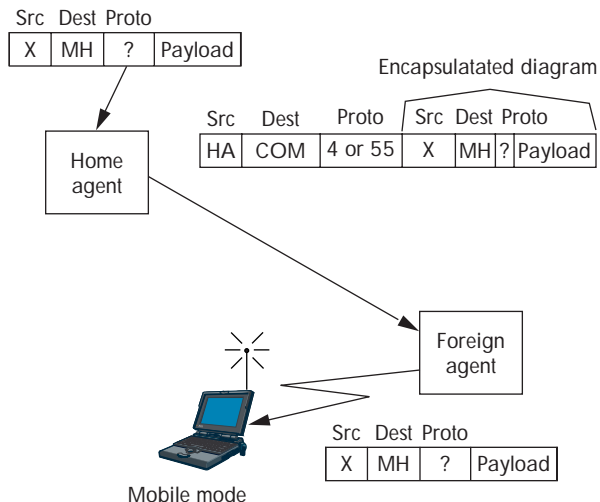 Src Dest Proto
X MH ? Payload
Encapsulatated diagram
Src Dest Proto Src Dest Proto
HA COM 4 or 55 X MH ? Payload
Home
agent
Foreign
agent
Src Dest Proto
X MH ? Payload
Mobile mode